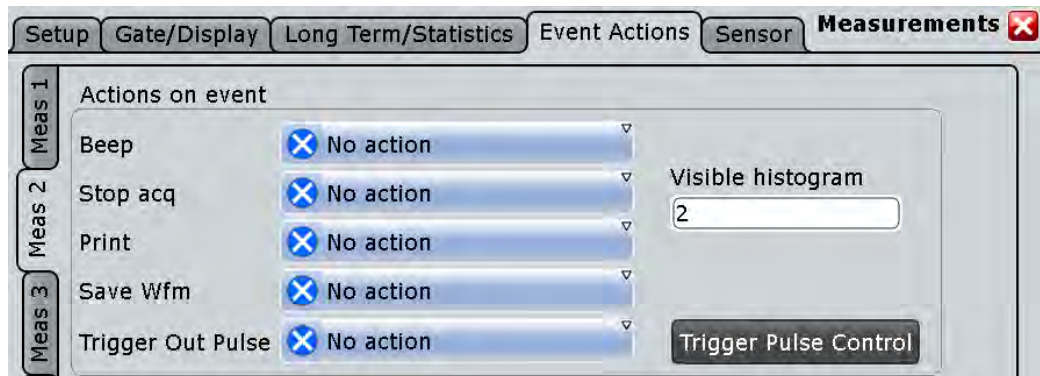 Setup Gate/Display Long Term/Statistics Event Actions Sensor Measurements
Meas 1
Meas 2
Meas 3
Actions on event
Beep No action
Stop acq No action
Visible histogram
2
Print No action
Save Wfm No action
Trigger Out Pulse No action Trigger Pulse Control